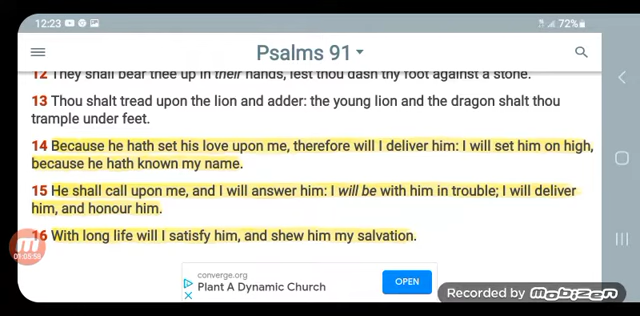 12:23
72%
Psalms 91
12 They shall bear thee up in their hands, lest thou dash thy foot against a stone.
13 Thou shalt tread upon the lion and adder: the young lion and the dragon shalt thou
trample under feet.
14 Because he hath set his love upon me, therefore will I deliver him: I will set him on high,
because he hath known my name.
15 He shall call upon me, and I will answer him: I will be with him in trouble; I will deliver
him, and honour him.
16 With long life will I satisfy him, and shew him my salvation.
01:05:58
converge.org
Plant A Dynamic Church
OPEN
Recorded by MOBIZEN